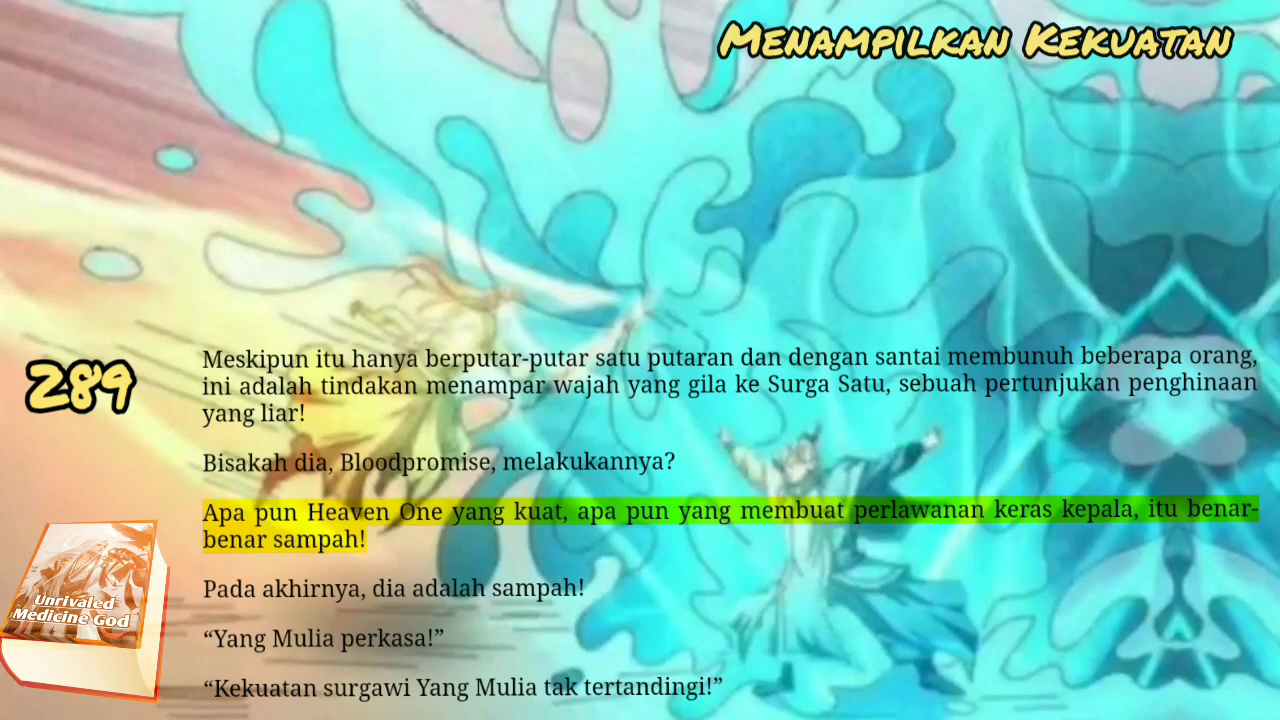 Menampilkan Kekuatan
289
Meskipun itu hanya berputar-putar satu putaran dan dengan santai membunuh beberapa orang,
ini adalah tindakan menampar wajah yang gila ke Surga Satu, sebuah pertunjukan penghinaan
yang liar!
Bisakah dia, Bloodpromise, melakukannya?
Apa pun Heaven One yang kuat, apa pun yang membuat perlawanan keras kepala, itu benar-
benar sampah!
Pada akhirnya, dia adalah sampah!
“Yang Mulia perkasa!”
“Kekuatan surgawi Yang Mulia tak tertandingi!”
Unrivaled
Medicine God